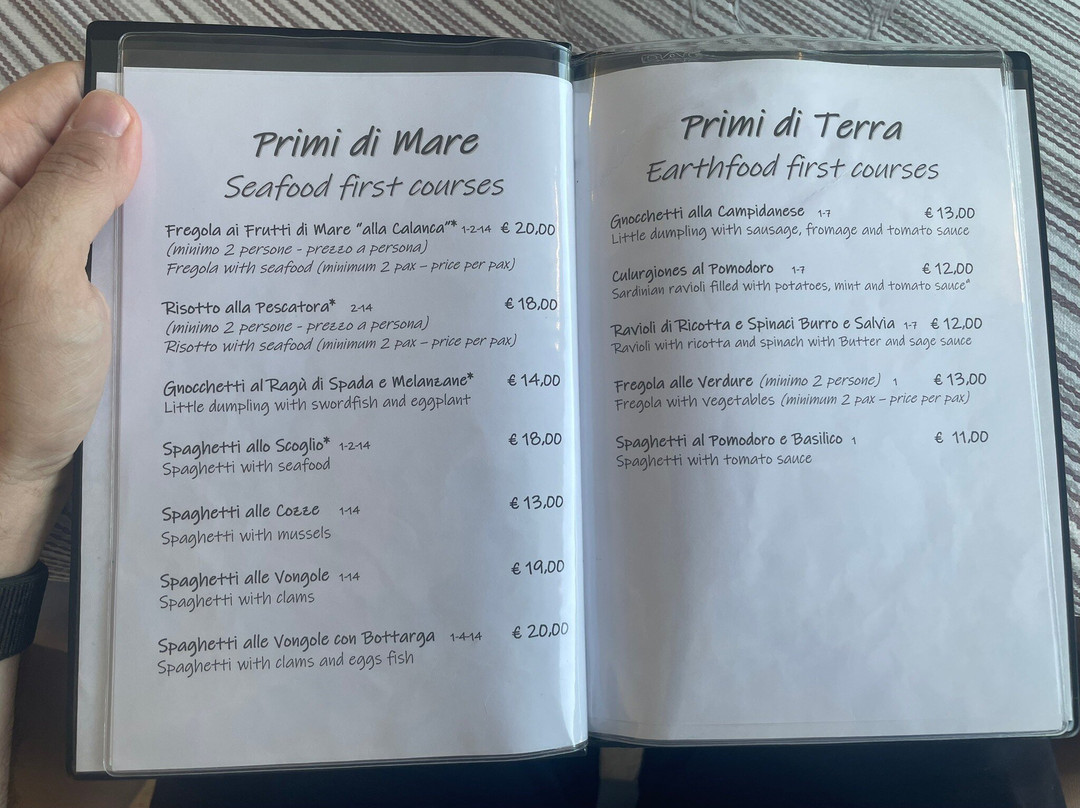 Primi di Mare
Seafood first courses
Fregola ai Frutti di Mare "alla Calanca"* 1-2-14 € 20,00
(minimo 2 persone - prezzo a persona)
Fregola with seafood (minimum 2 pax – price per pax)
Risotto alla Pescatora* 2-14 € 18,00
(minimo 2 persone - prezzo a persona)
Risotto with seafood (minimum 2 pax – price per pax)
Gnocchetti al Ragù di Spada e Melanzane* € 14,00
Little dumpling with swordfish and eggplant
Spaghetti allo Scoglio* 1-2-14 € 18,00
Spaghetti with seafood
Spaghetti alle Cozze 1-14 € 13,00
Spaghetti with mussels
Spaghetti alle Vongole 1-14 € 19,00
Spaghetti with clams
Spaghetti alle Vongole con Bottarga 1-4-14 € 20,00
Spaghetti with clams and eggs fish
Primi di Terra
Earthfood first courses
Gnocchetti alla Campidanese 1-7 € 13,00
Little dumpling with sausage, fromage and tomato sauce
Culurgiones al Pomodoro 1-7 € 12,00
Sardinian ravioli filled with potatoes, mint and tomato sauce*
Ravioli di Ricotta e Spinaci Burro e Salvia 1-7 € 12,00
Ravioli with ricotta and spinach with Butter and sage sauce
Fregola alle Verdure (minimo 2 persone) 1 € 13,00
Fregola with vegetables (minimum 2 pax – price per pax)
Spaghetti al Pomodoro e Basilico 1 € 11,00
Spaghetti with tomato sauce